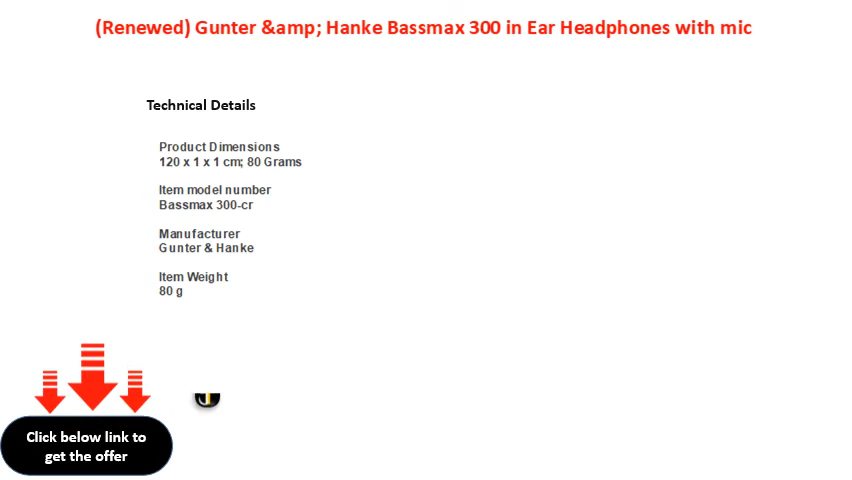 (Renewed) Gunter &amp; Hanke Bassmax 300 in Ear Headphones with mic
Technical Details
Product Dimensions
120 x 1 x 1 cm; 80 Grams
Item model number
Bassmax 300-cr
Manufacturer
Gunter & Hanke
Item Weight
80 g
Click below link to
get the offer